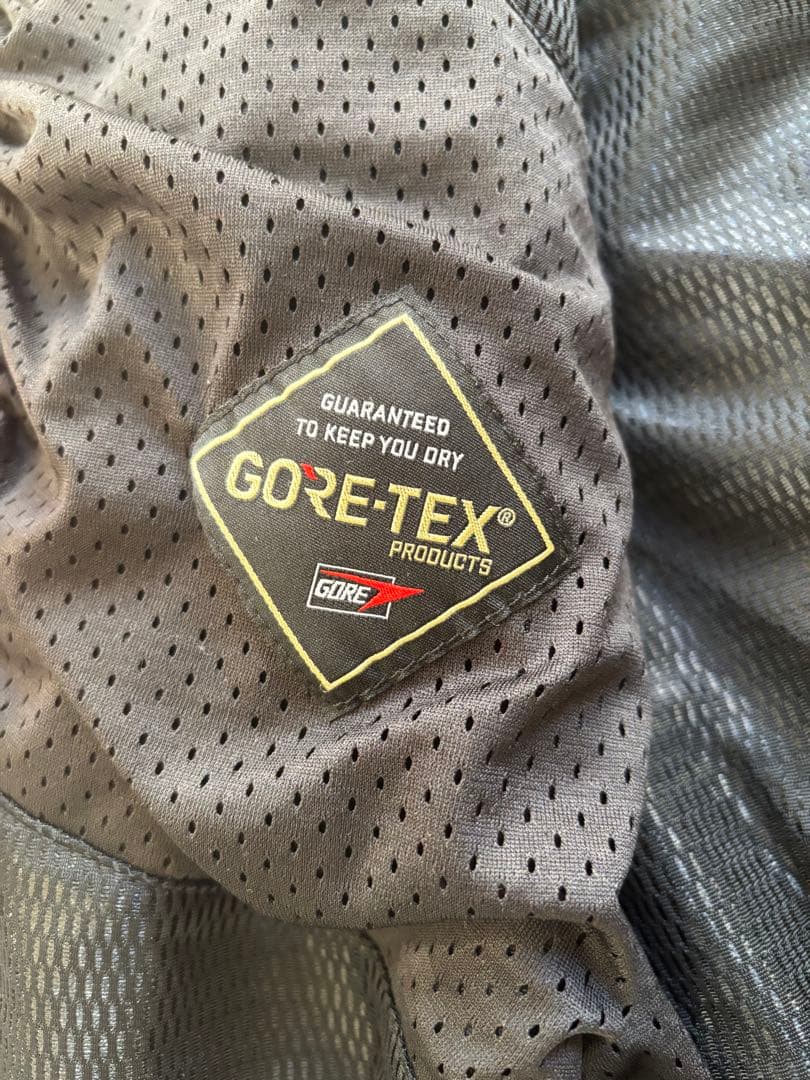 GUARANTEED
TO KEEP YOU DRY
GORE-TEX®
PRODUCTS
GORE